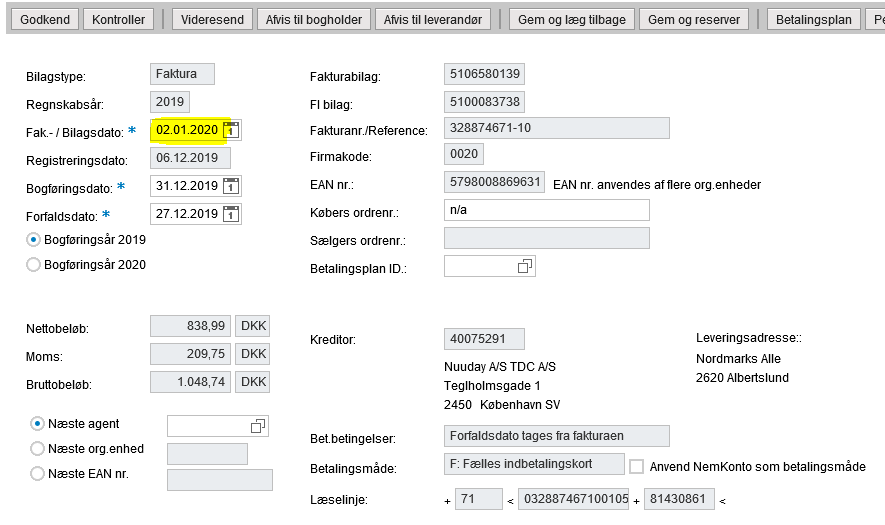 Godkend Kontroller Videresend Afvis til bogholder Afvis til leverandør Gem og læg tilbage Gem og reserver Betalingsplan
Bilagstype: Faktura
Regnskabsår: 2019
Fak.- / Bilagsdato: * 02.01.2020
Registreringsdato: 06.12.2019
Bogføringsdato: * 31.12.2019
Forfaldsdato: * 27.12.2019
Bogføringsår 2019
Bogføringsår 2020
Fakturabilag: 5106580139
FI bilag: 5100083738
Fakturanr./Reference: 328874671-10
Firmakode: 0020
EAN nr.: 5798008869631 EAN nr. anvendes af flere org.enheder
Købers ordrenr.: n/a
Sælgers ordrenr.:
Betalingsplan ID.:
Nettobeløb: 838,99 DKK
Moms: 209,75 DKK
Bruttobeløb: 1.048,74 DKK
Næste agent
Næste org.enhed
Næste EAN nr.
Kreditor: 40075291
Nuuday A/S TDC A/S
Teglholmsgade 1
2450 København SV
Leveringsadresse::
Nordmarks Alle
2620 Albertslund
Bet.betingelser: Forfaldsdato tages fra fakturaen
Betalingsmåde: F: Fælles indbetalingskort Anvend NemKonto som betalingsmåde
Læselinje: + 71 < 032887467100105 + 81430861 <